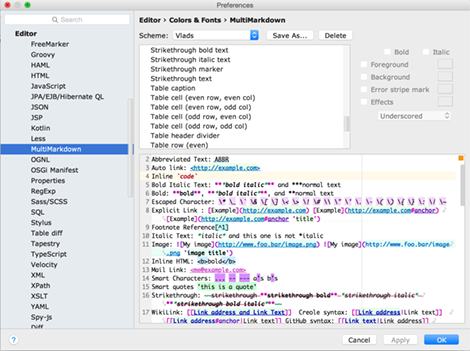 Preferences
Search
Editor › Colors & Fonts › MultiMarkdown
Scheme: Vlads Save As... Delete
Editor
FreeMarker
Groovy
HAML
HTML
JavaScript
JPA/EJB/Hibernate QL
JSON
JSP
Kotlin
Less
MultiMarkdown
OGNL
OSGi Manifest
Properties
RegExp
Sass/SCSS
SQL
Stylus
Table diff
Tapestry
TypeScript
Velocity
XML
XPath
XSLT
YAML
Spy-js
Diff
Strikethrough bold text
Strikethrough italic text
Strikethrough marker
Strikethrough text
Table caption
Table cell (even row, even col)
Table cell (even row, odd col)
Table cell (odd row, even col)
Table cell (odd row, odd col)
Table header divider
Table row (even)
Bold Italic
Foreground
Background
Error stripe mark
Effects
Underscored
2 Abbreviated Text: ABBR
3 Auto link: <http://example.com>
4 Inline `code`
5 Bold Italic Text: ***"bold italic"** and ***normal text
6 Bold: **bold**, **"bold italic"** and **normal text
7 Escaped Character:
8 Explicit Link : [Example](http://example.com) [Example](http://example.com#anchor)
[Example](http://example.com#anchor 'title')
9 Footnote Reference[^1]
10 Italic Text: *italic* and this one is not *italic
11 Image: ![My image](http://www.foo.bar/image.png) ![My image](http://www.foo.bar/image
.png 'image title')
12 Inline HTML: <b>bold</b>
13 Mail Link: <me@example.com>
14 Smart Characters: ... -- --- a's b's
15 Smart quotes "this is a quote"
16 Strikethrough: ~~strikethrough **strikethrough bold** *strikethrough italic*
17 WikiLink: [[Link address and Link Text]] Creole syntax: [[Link address|Link text]]
[[Link address#anchor|Link text]] GitHub syntax: [[Link text|Link address]]
? Cancel Apply OK